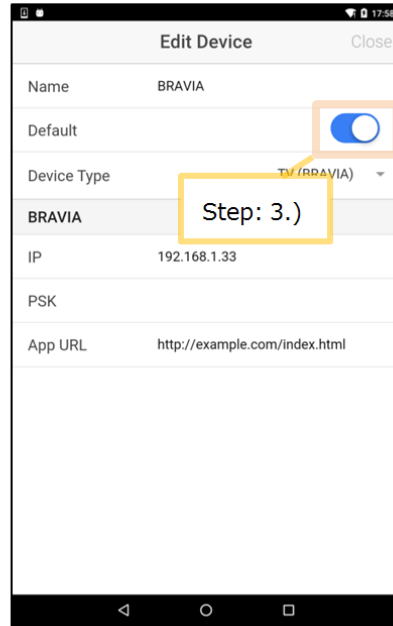 17:58
Edit Device Close
Name BRAVIA
Default
Device Type TV (BRAVIA)
Step: 3.)
BRAVIA
IP 192.168.1.33
PSK
App URL http://example.com/index.html